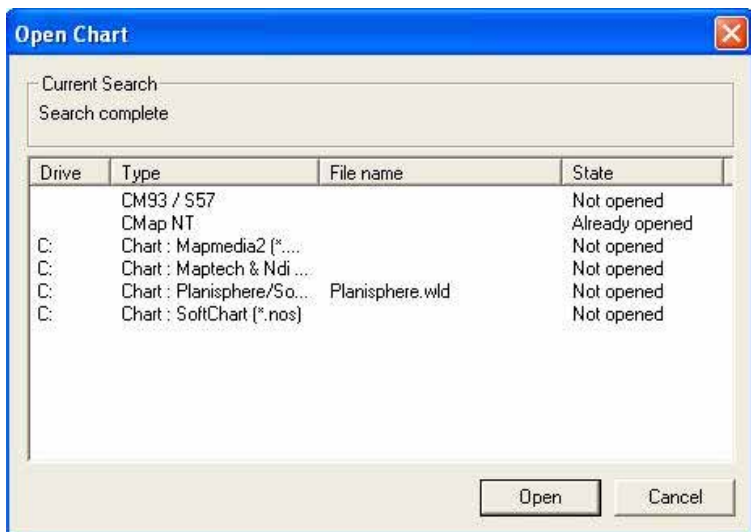 Open Chart
Current Search
Search complete
Drive Type File name State
CM93 / S57 Not opened
CMap NT Already opened
C: Chart : Mapmedia2 (*.... Not opened
C: Chart : Maptech & Ndi ... Not opened
C: Chart : Planisphere/So... Planisphere.wld Not opened
C: Chart : SoftChart (*.nos) Not opened
Open Cancel